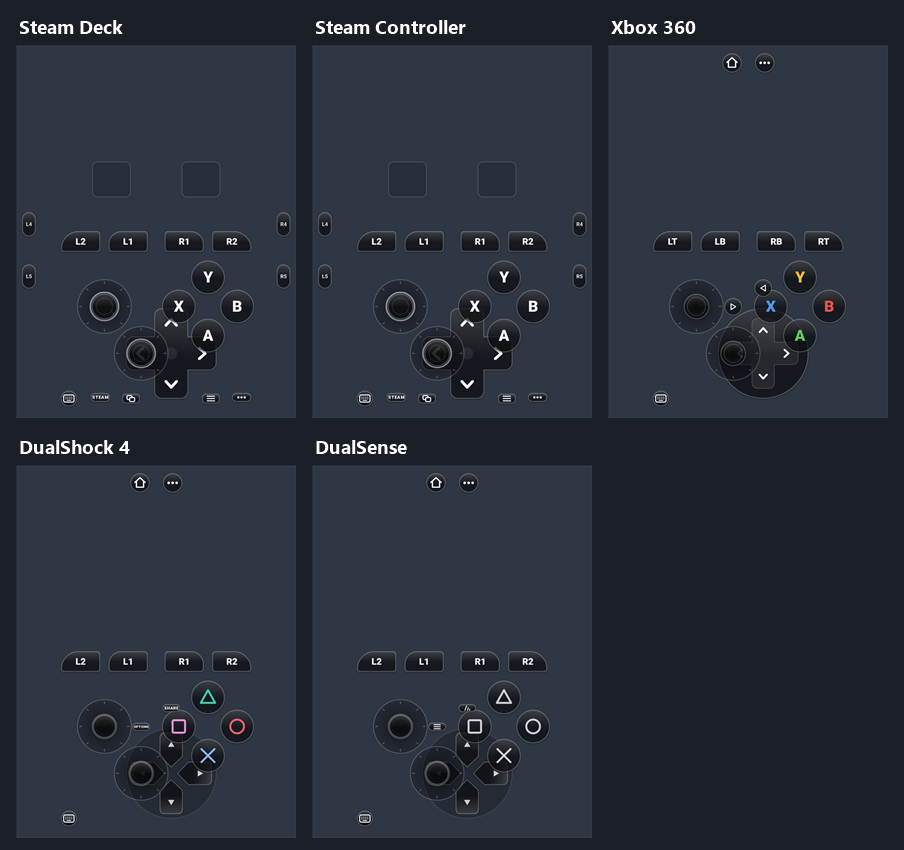 Steam Deck
Steam Controller
Xbox 360
L4
R4
L4
R4
L2 L1 R1 R2
L2 L1 R1 R2
LT LB RB RT
L5
R5
L5
R5
Y
X B
A
Y
X B
A
Y
X B
A
STEAM
STEAM
DualShock 4
DualSense
L2 L1 R1 R2
L2 L1 R1 R2
SHARE
OPTIONS